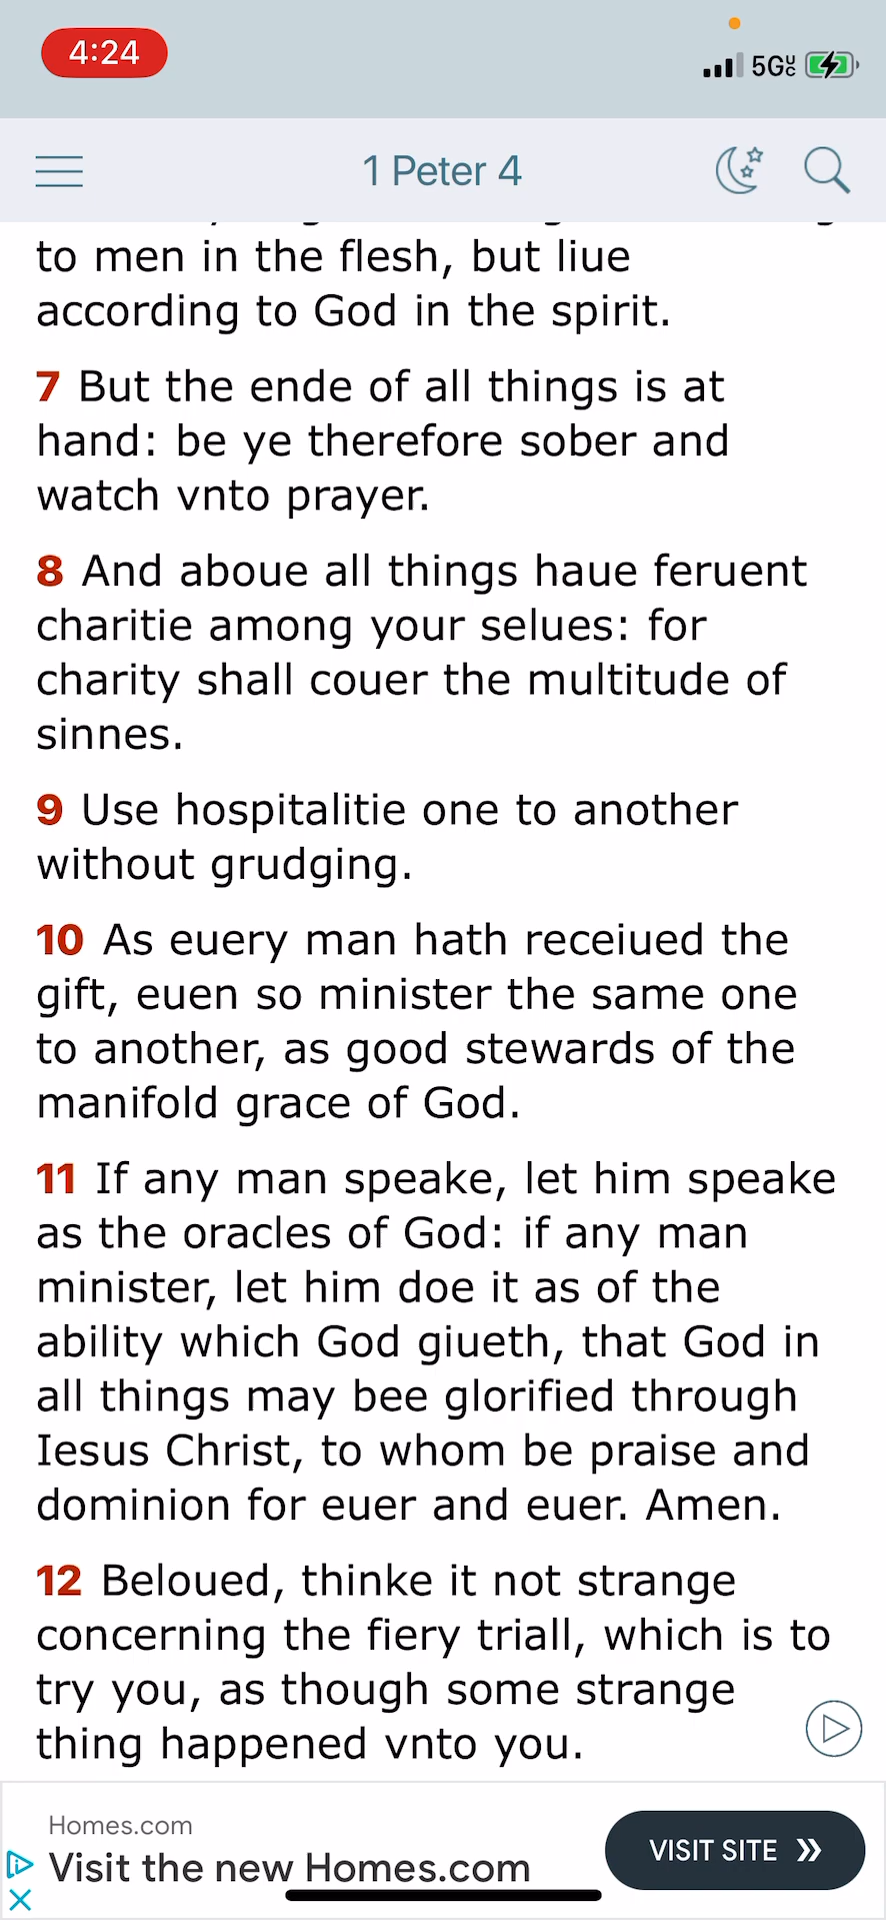 4:24
5GUC
1 Peter 4
to men in the flesh, but liue
according to God in the spirit.
7 But the ende of all things is at
hand: be ye therefore sober and
watch vnto prayer.
8 And aboue all things haue feruent
charitie among your selues: for
charity shall couer the multitude of
sinnes.
9 Use hospitalitie one to another
without grudging.
10 As euery man hath receiued the
gift, euen so minister the same one
to another, as good stewards of the
manifold grace of God.
11 If any man speake, let him speake
as the oracles of God: if any man
minister, let him doe it as of the
ability which God giueth, that God in
all things may bee glorified through
Iesus Christ, to whom be praise and
dominion for euer and euer. Amen.
12 Beloued, thinke it not strange
concerning the fiery triall, which is to
try you, as though some strange
thing happened vnto you.
Homes.com
Visit the new Homes.com
VISIT SITE